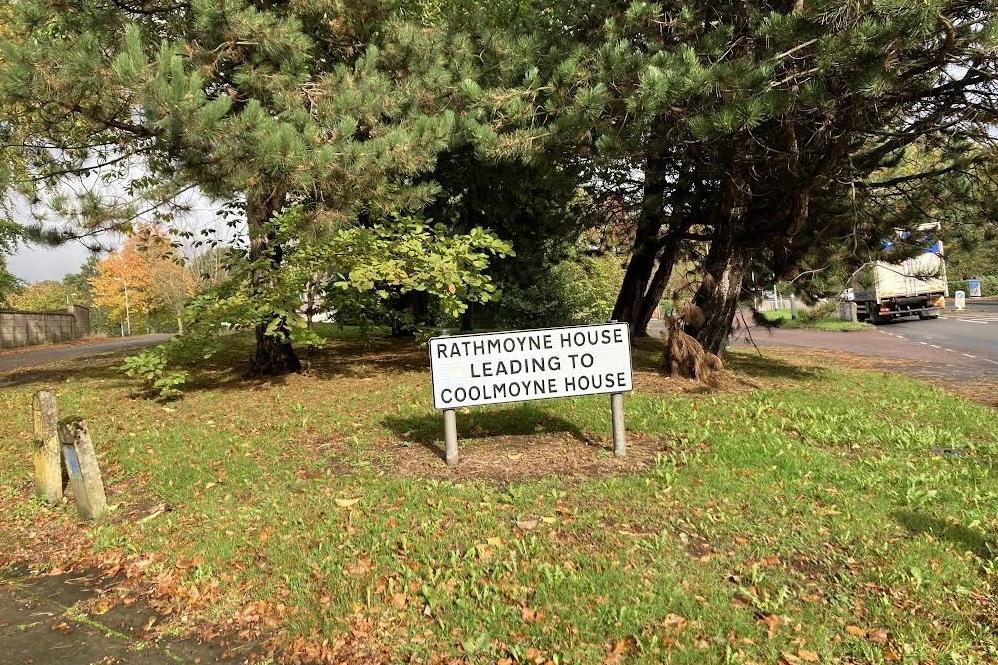 RATHMOYNE HOUSE
LEADING TO
COOLMOYNE HOUSE